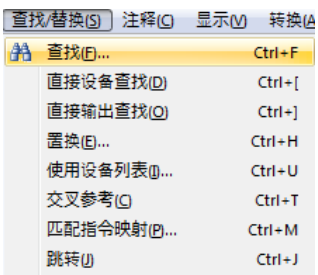 查找/替换(S) 注释(C) 显示(V) 转换(A
查找(F)... Ctrl+F
直接设备查找(D) Ctrl+[
直接输出查找(O) Ctrl+]
置换(E)... Ctrl+H
使用设备列表(I)... Ctrl+U
交叉参考(C) Ctrl+T
匹配指令映射(P)... Ctrl+M
跳转(J) Ctrl+J